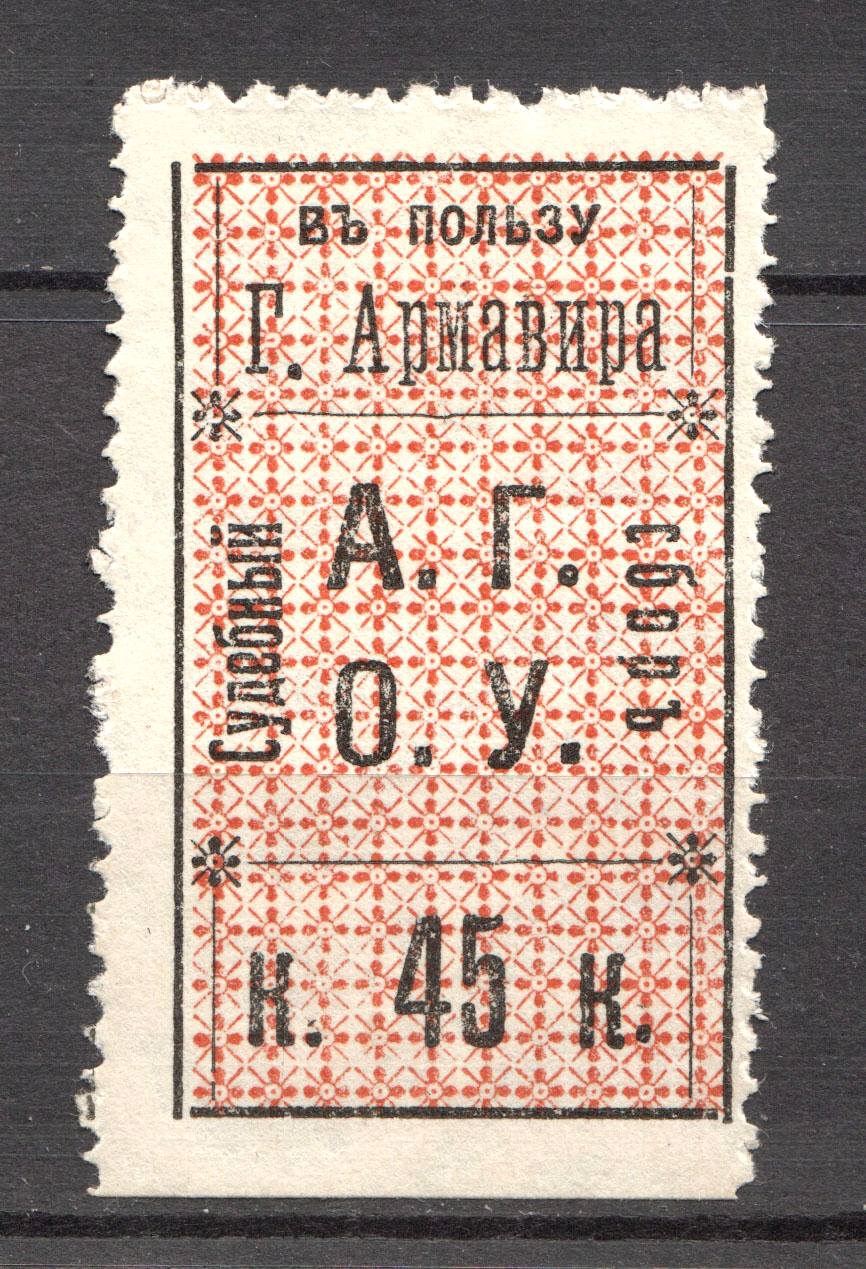 въ пользу
Г. Армавира
Судебный
А. Г.
О. У.
сборъ
к. 45 к.